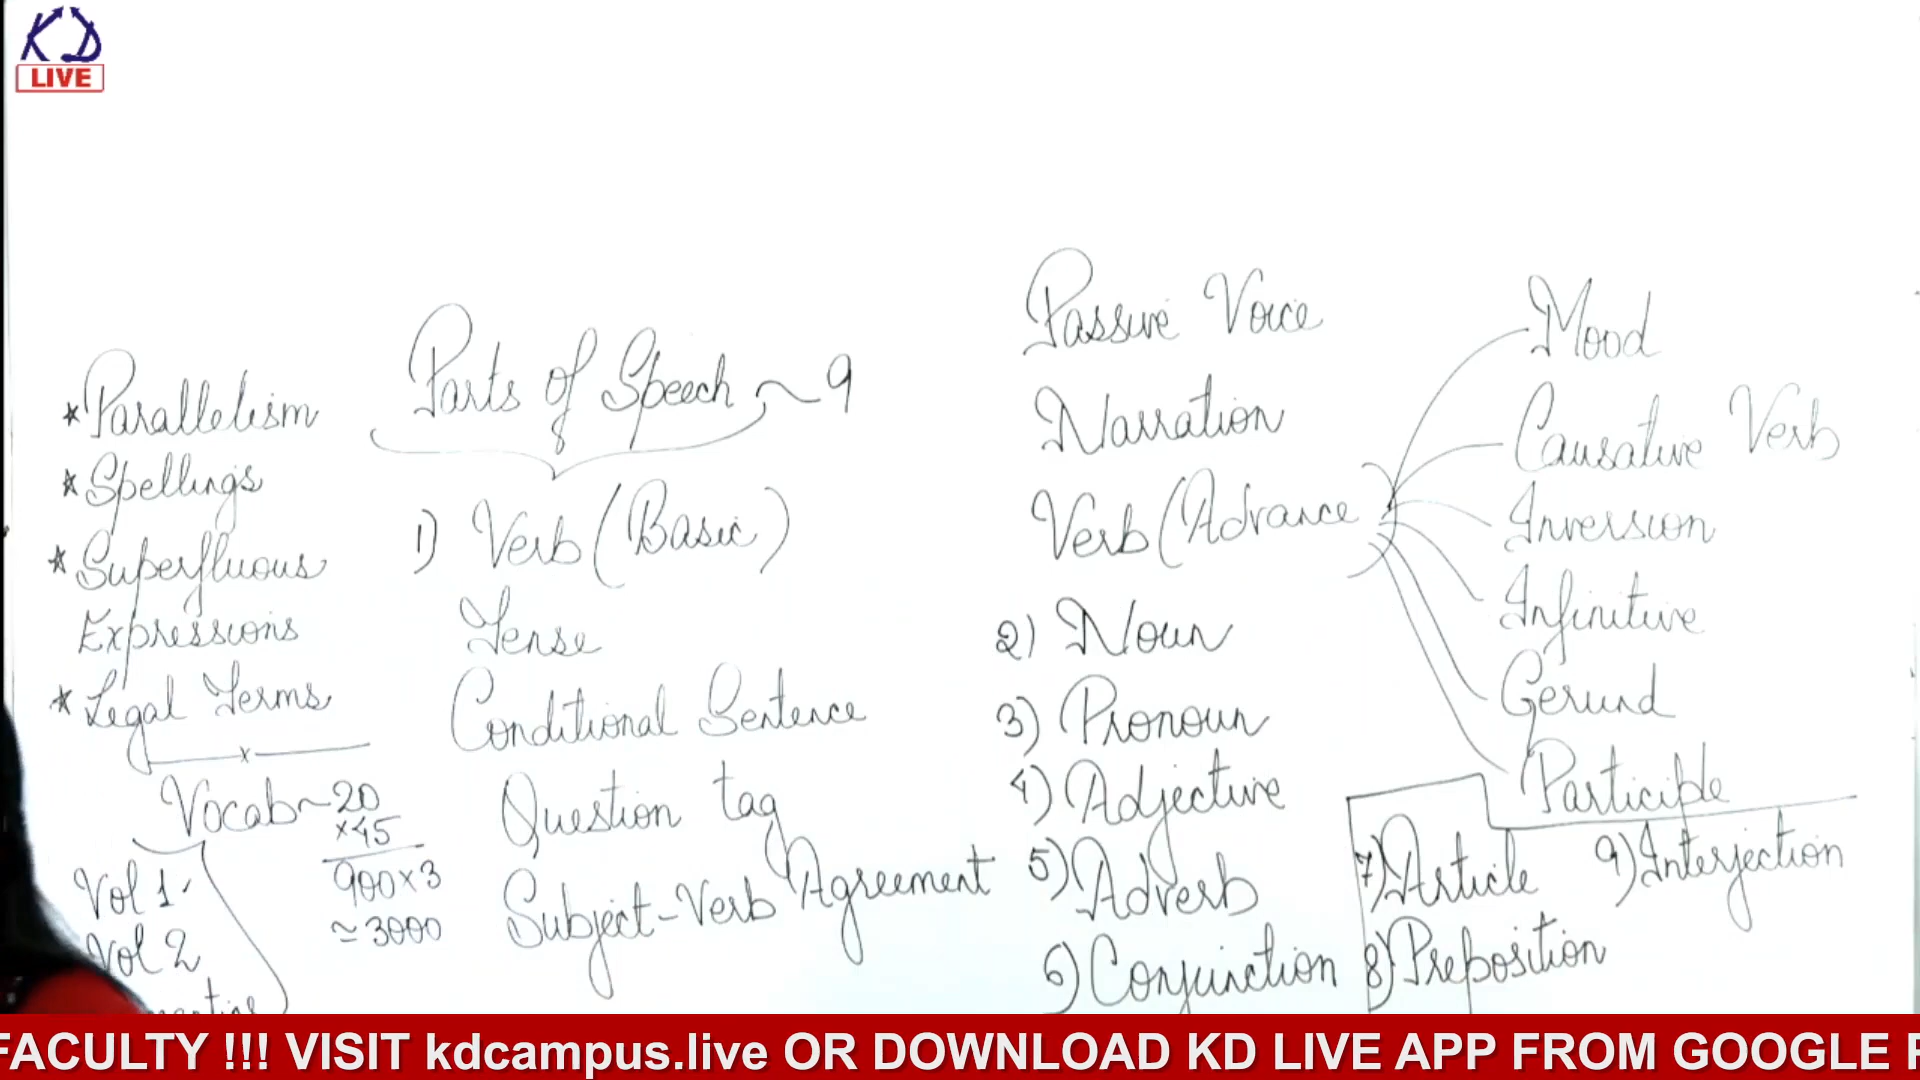 KD
LIVE
* Parallelism
* Spellings
* Superfluous
Expressions
* Legal Terms
x
Vocab ~ 20
×45
900×3
≃3000
Vol 1
Vol 2
Parts of Speech ~ 9
1) Verb (Basic)
Tense
Conditional Sentence
Question tag
Subject-Verb Agreement
Passive Voice
Narration
Verb (Advance)
Mood
Causative Verb
Inversion
Infinitive
Gerund
Participle
2) Noun
3) Pronoun
4) Adjective
5) Adverb
6) Conjunction
7) Article
8) Preposition
9) Interjection
FACULTY !!! VISIT kdcampus.live OR DOWNLOAD KD LIVE APP FROM GOOGLE P